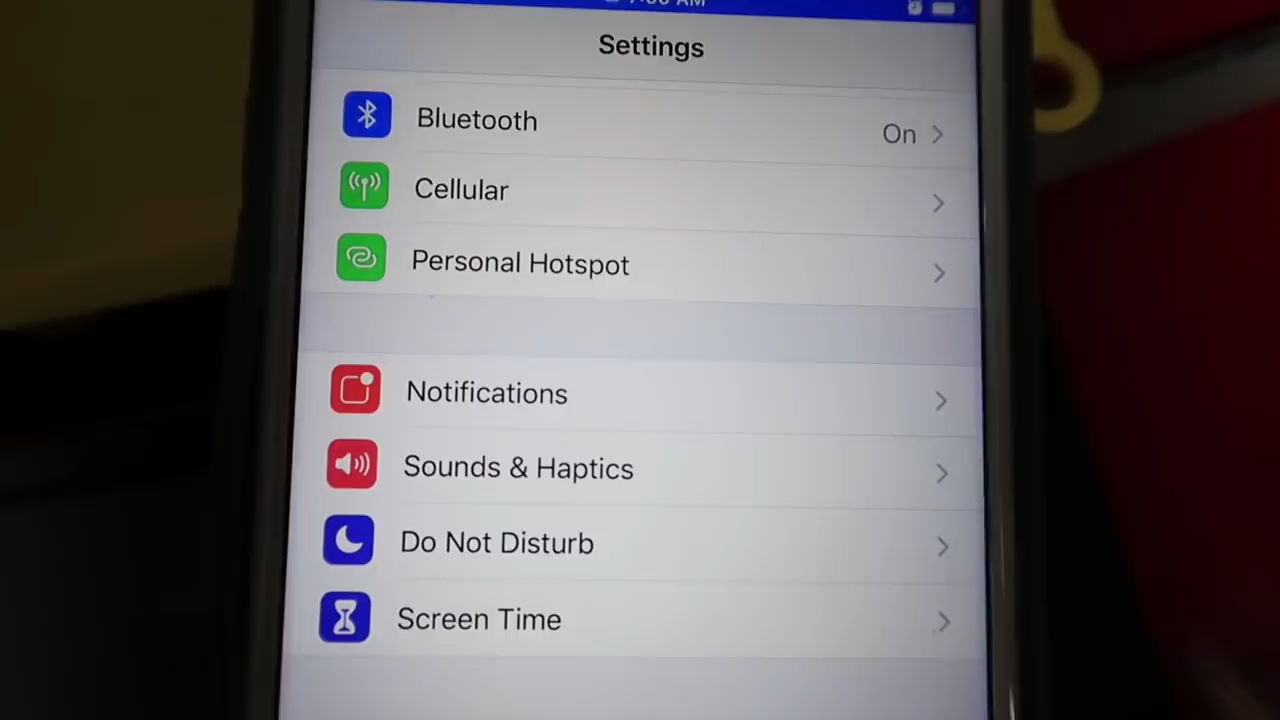 Settings
Bluetooth On
Cellular
Personal Hotspot
Notifications
Sounds & Haptics
Do Not Disturb
Screen Time